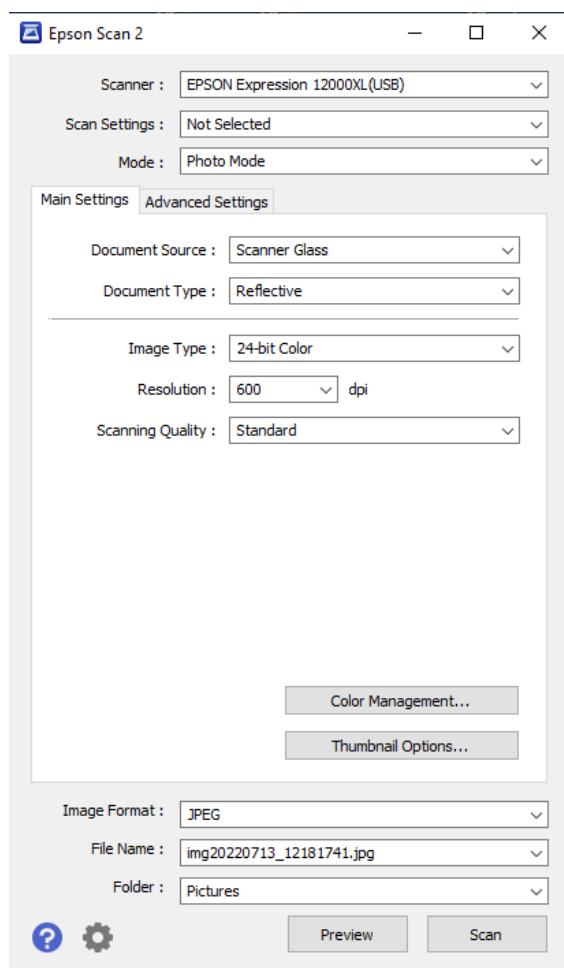 Epson Scan 2
Scanner : EPSON Expression 12000XL(USB)
Scan Settings : Not Selected
Mode : Photo Mode
Main Settings Advanced Settings
Document Source : Scanner Glass
Document Type : Reflective
Image Type : 24-bit Color
Resolution : 600 dpi
Scanning Quality : Standard
Color Management...
Thumbnail Options...
Image Format : JPEG
File Name : img20220713_12181741.jpg
Folder : Pictures
? Preview Scan